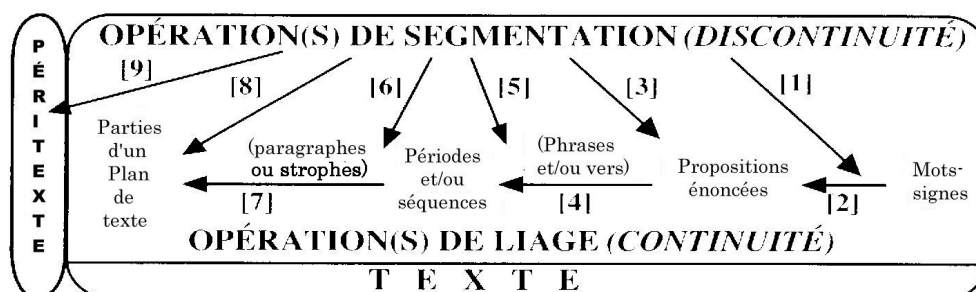 PÉRITEXTE
OPÉRATION(S) DE SEGMENTATION (DISCONTINUITÉ)
[9]
[8]
[6]
[5]
[3]
[1]
Parties
d'un
Plan
de
texte
(paragraphes
ou strophes)
[7]
Périodes
et/ou
séquences
(Phrases
et/ou vers)
[4]
Propositions
énoncées
[2]
Mots-
signes
OPÉRATION(S) DE LIAGE (CONTINUITÉ)
T E X T E